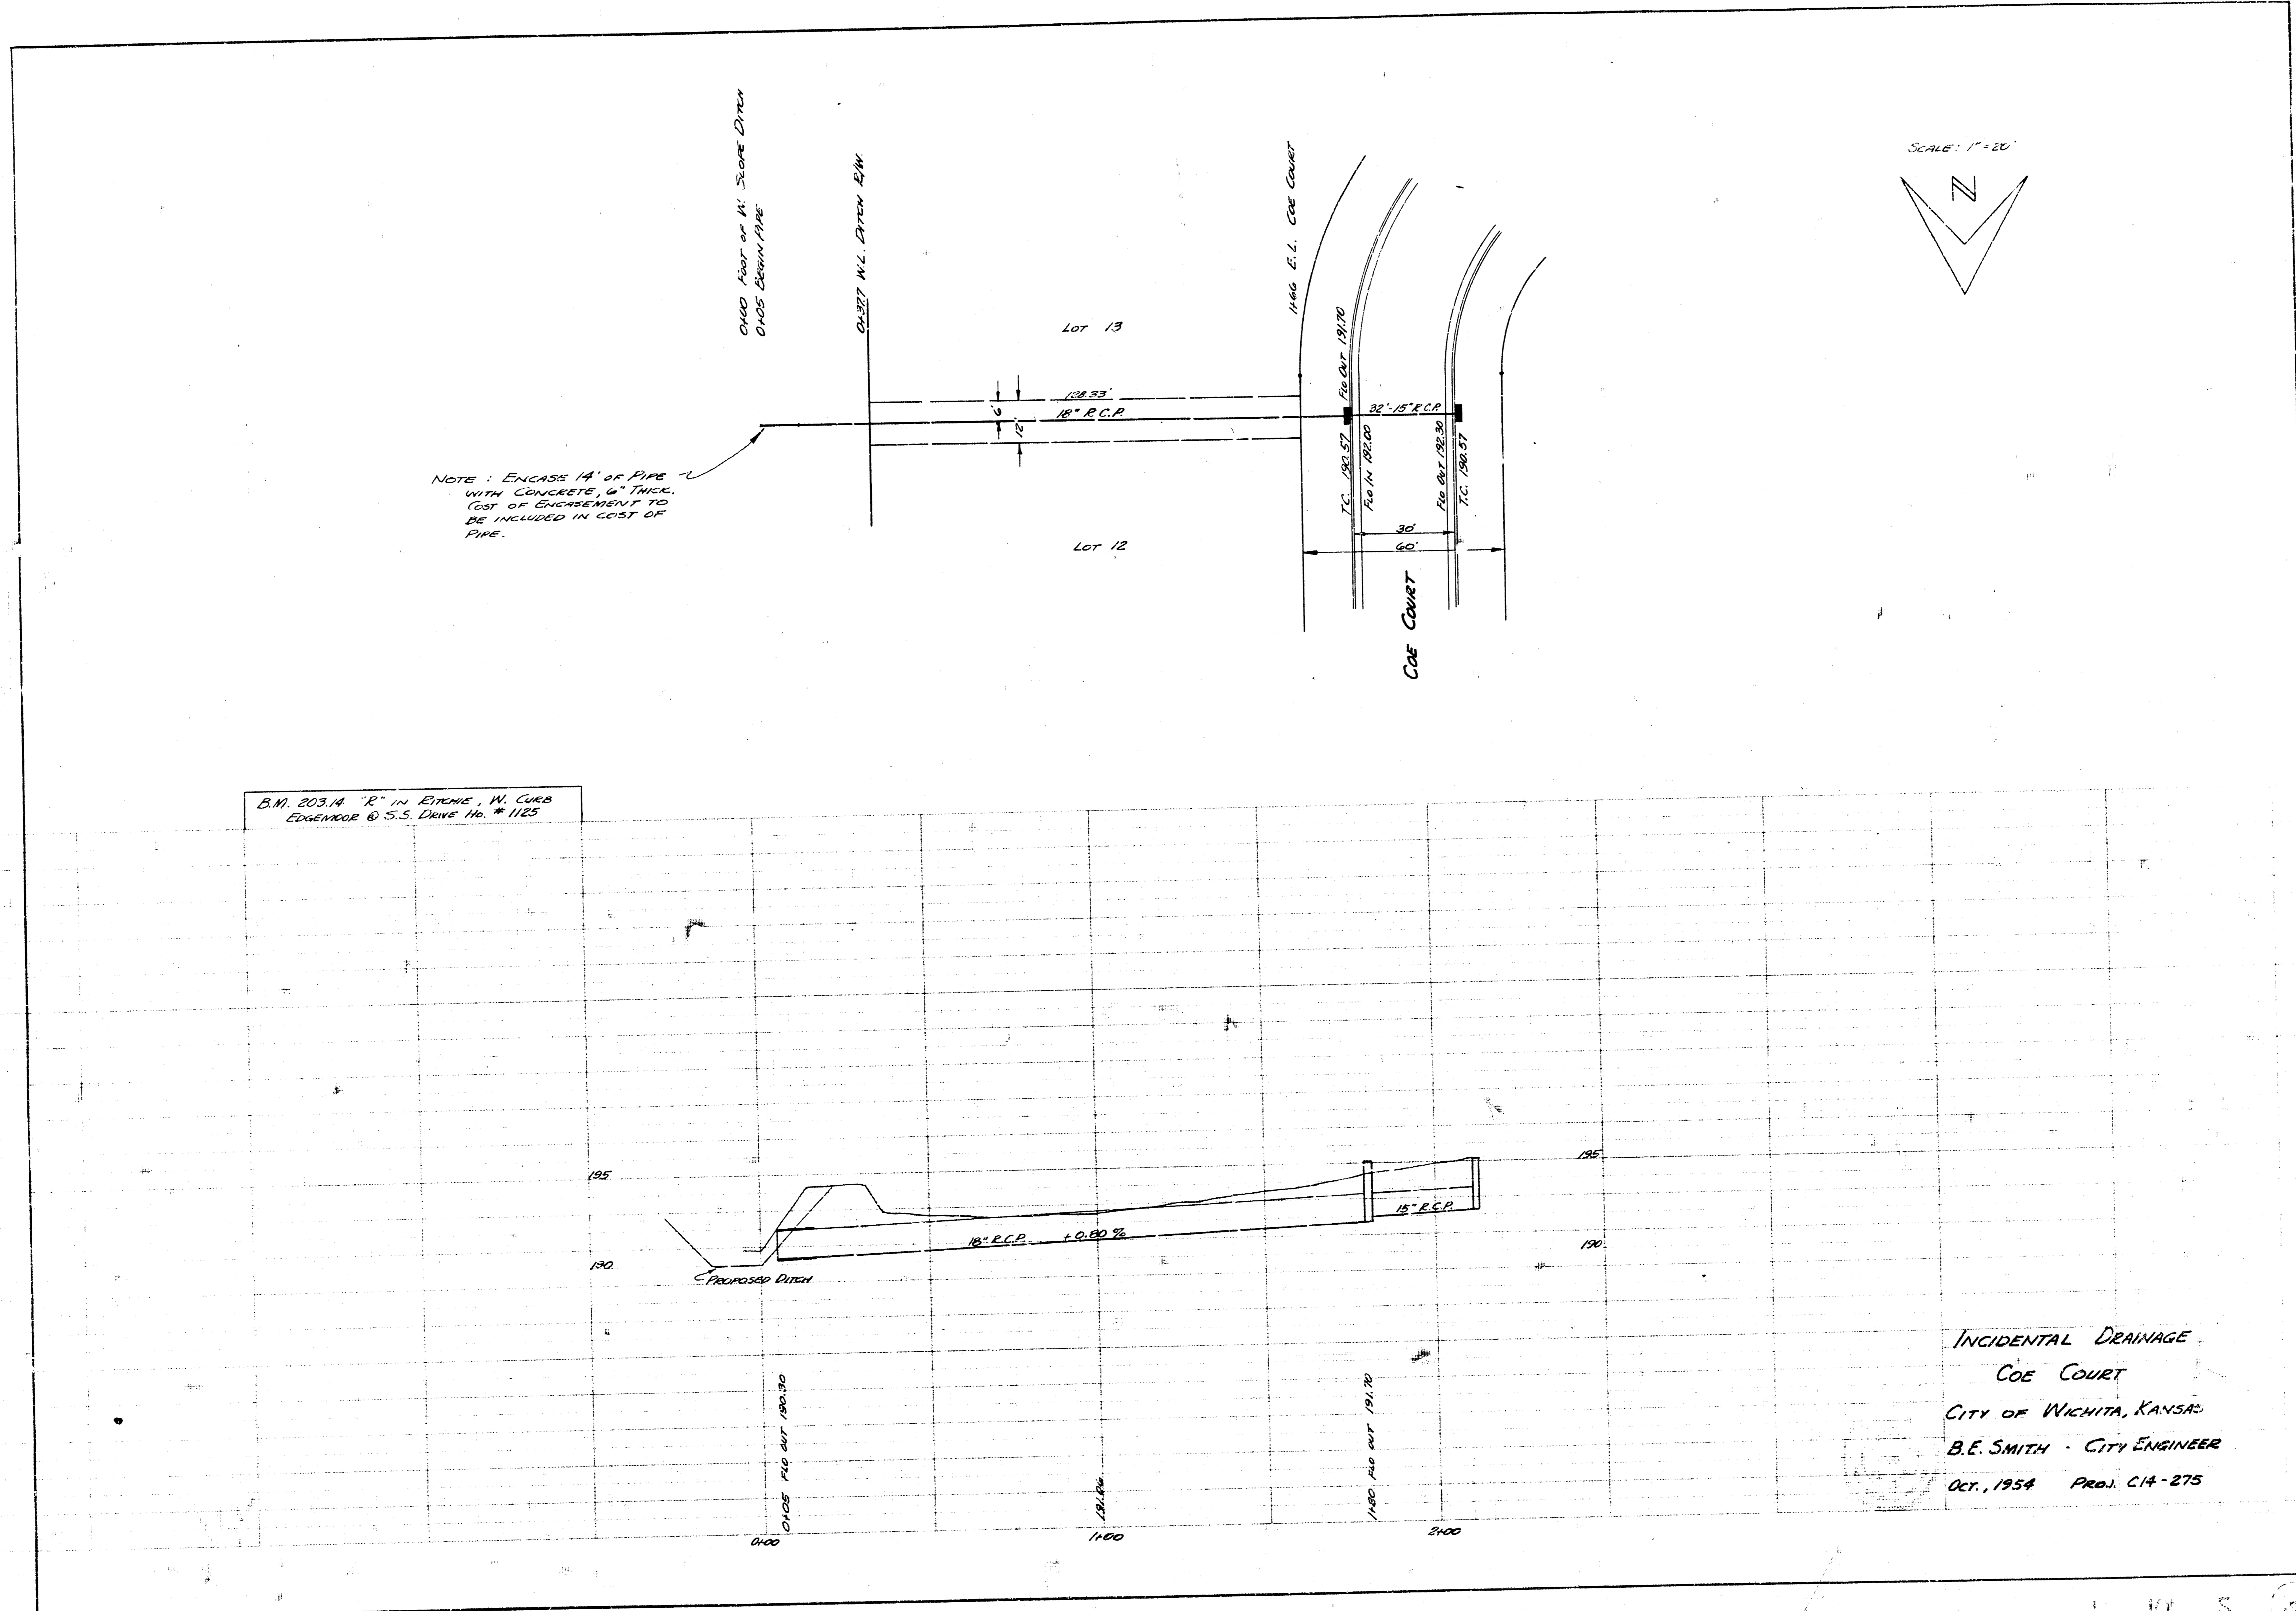 SCALE: 1"=20'
N
0+00 FOOT OF W. SLOPE DITCH
0+05 BEGIN PIPE
0+37.7 W.L. DITCH R/W.
1+66 E.L. COE COURT
LOT 13
128.33'
18" R.C.P.
6'
12'
FLO OUT 191.70
32'-15" R.C.P.
T.C. 190.57
FLO IN 192.00
FLO OUT 192.30
T.C. 190.57
30'
60'
COE COURT
LOT 12
NOTE: ENCASE 14' OF PIPE
WITH CONCRETE, 6" THICK.
COST OF ENCASEMENT TO
BE INCLUDED IN COST OF
PIPE.
B.M. 203.14 "R" IN RITCHIE, W. CURB
EDGEMOOR @ S.S. DRIVE HO. # 1125
195
195
15" R.C.P.
18" R.C.P. +0.80 %
190
190
PROPOSED DITCH
0+05 FLO OUT 190.30
191.06
1+80 FLO OUT 191.70
0+00
1+00
2+00
INCIDENTAL DRAINAGE
COE COURT
CITY OF WICHITA, KANSAS
B.E. SMITH - CITY ENGINEER
OCT., 1954 PROJ. C14-275